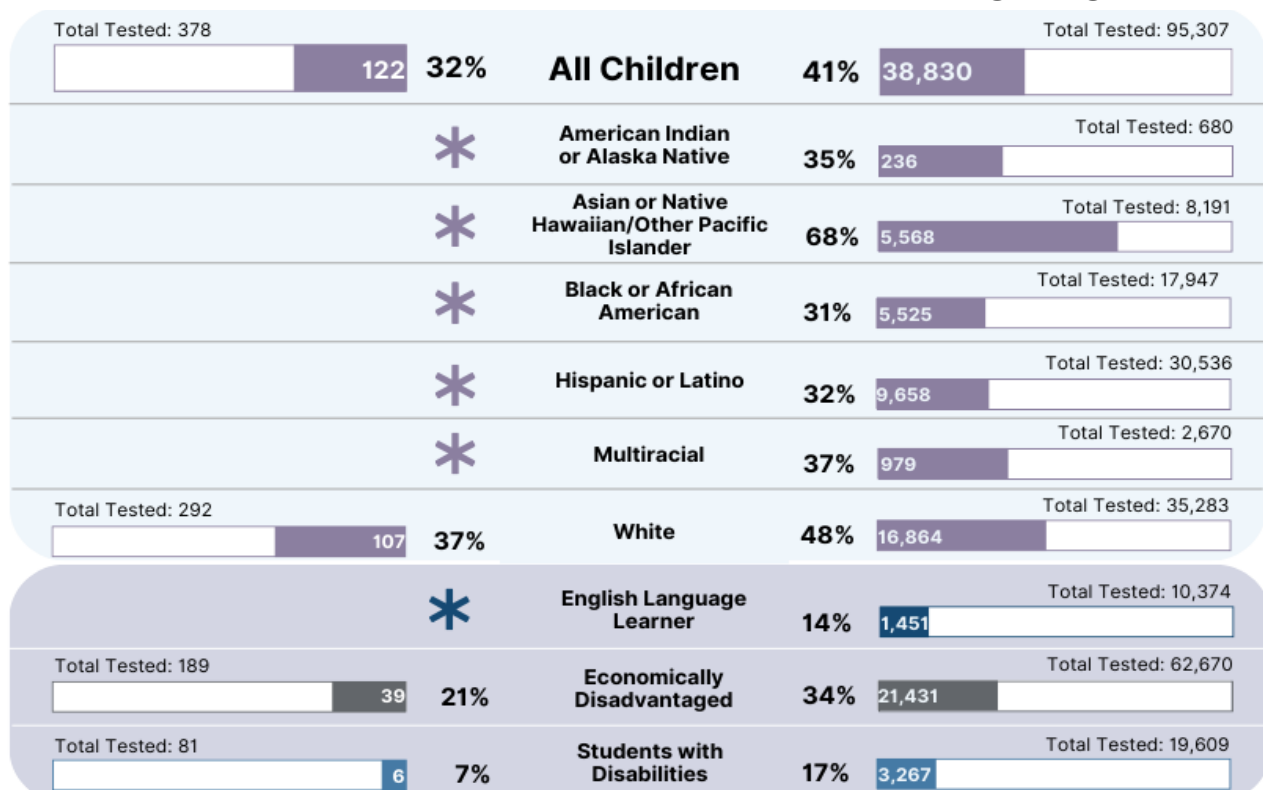 Total Tested: 378
Total Tested: 95,307
122 32% All Children 41% 38,830
Total Tested: 680
American Indian
or Alaska Native
* 35% 236
Total Tested: 8,191
Asian or Native
Hawaiian/Other Pacific
Islander
* 68% 5,568
Total Tested: 17,947
Black or African
American
* 31% 5,525
Total Tested: 30,536
* Hispanic or Latino 32% 9,658
Total Tested: 2,670
* Multiracial 37% 979
Total Tested: 292
Total Tested: 35,283
107 37% White 48% 16,864
Total Tested: 10,374
English Language
Learner
* 14% 1,451
Total Tested: 189
Total Tested: 62,670
Economically
Disadvantaged
39 21% 34% 21,431
Total Tested: 81
Total Tested: 19,609
Students with
Disabilities
6 7% 17% 3,267